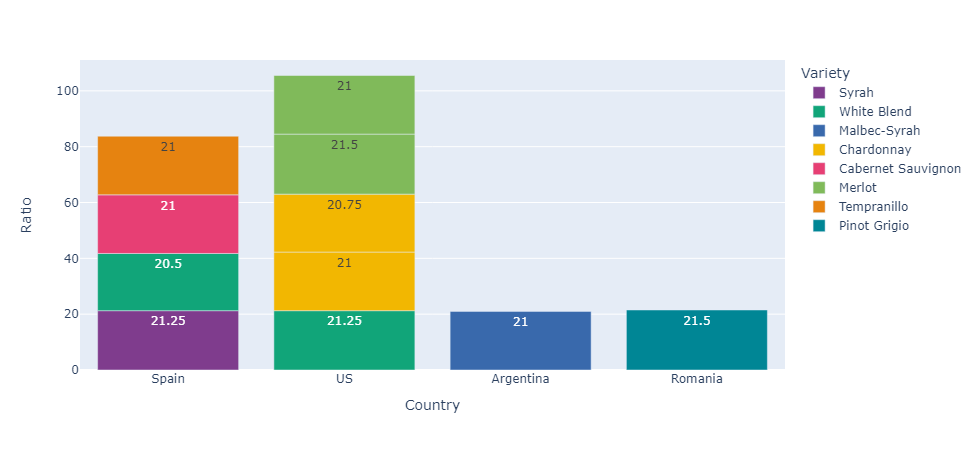 Variety
Syrah
White Blend
Malbec-Syrah
Chardonnay
Cabernet Sauvignon
Merlot
Tempranillo
Pinot Grigio
Ratio
100
80
60
40
20
0
21
21
20.5
21.25
21
21.5
20.75
21
21.25
21
21.5
Spain
US
Argentina
Romania
Country